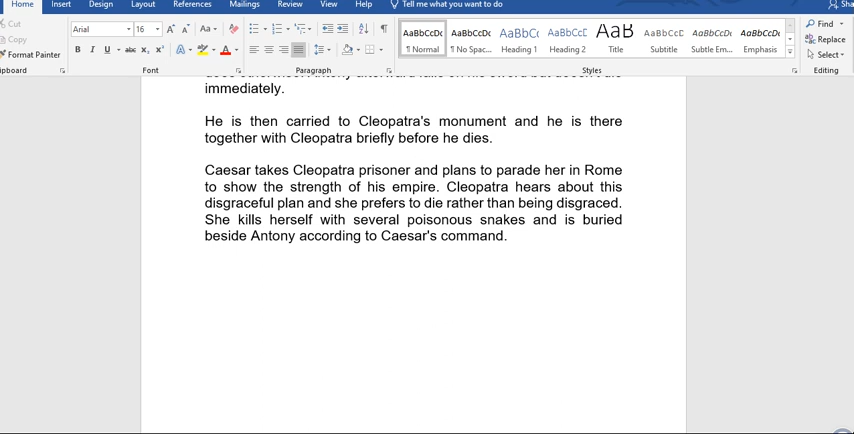 Home Insert Design Layout References Mailings Review View Help Tell me what you want to do Sha
Cut
Copy
Format Painter
Arial 16 Aa
B I U abc x₂ x² A ab A
AaBbCcDc AaBbCcDc AaBbCc AaBbCcE AaB AaBbCcE AaBbCcDc AaBbCcDc
¶ Normal ¶ No Spac... Heading 1 Heading 2 Title Subtitle Subtle Em... Emphasis
Find
Replace
Select
ipboard Font Paragraph Styles Editing
immediately.
He is then carried to Cleopatra's monument and he is there
together with Cleopatra briefly before he dies.
Caesar takes Cleopatra prisoner and plans to parade her in Rome
to show the strength of his empire. Cleopatra hears about this
disgraceful plan and she prefers to die rather than being disgraced.
She kills herself with several poisonous snakes and is buried
beside Antony according to Caesar's command.